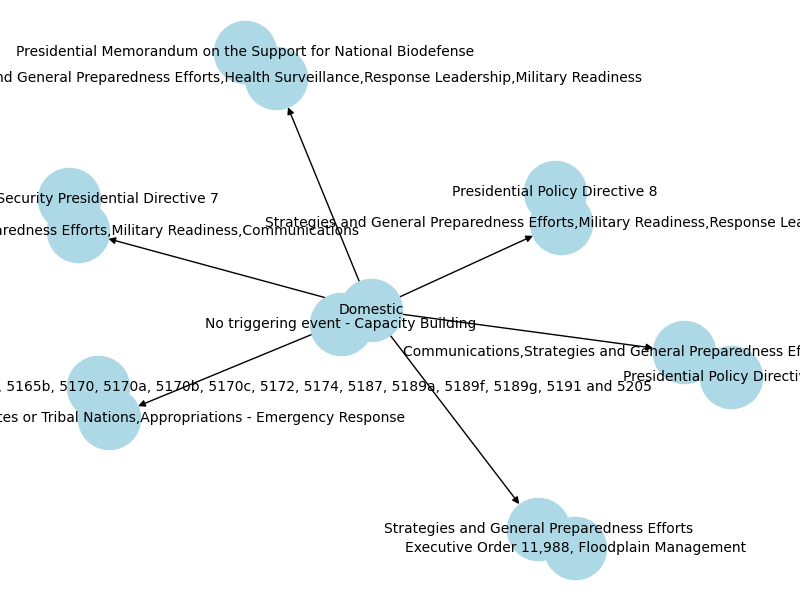 Presidential Memorandum on the Support for National Biodefense
and General Preparedness Efforts,Health Surveillance,Response Leadership,Military Readiness
Presidential Policy Directive 8
Security Presidential Directive 7
Strategies and General Preparedness Efforts,Military Readiness,Response Lea
Preparedness Efforts,Military Readiness,Communications
Domestic
No triggering event - Capacity Building
Communications,Strategies and General Preparedness Ef
Presidential Policy Directiv
, 5165b, 5170, 5170a, 5170b, 5170c, 5172, 5174, 5187, 5189a, 5189f, 5189g, 5191 and 5205
tes or Tribal Nations,Appropriations - Emergency Response
Strategies and General Preparedness Efforts
Executive Order 11,988, Floodplain Management